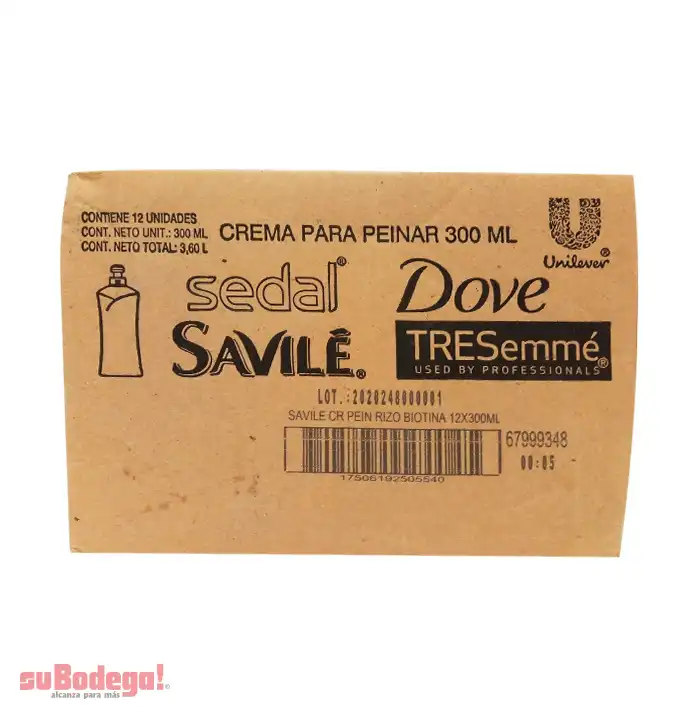 CONTIENE 12 UNIDADES
CONT. NETO UNIT.: 300 ML
CONT. NETO TOTAL: 3,60 L
CREMA PARA PEINAR 300 ML
Unilever®
sedal®
Dove
SAVILÉ®
TRESemmé®
USED BY PROFESSIONALS
LOT.:2020248000001
SAVILE CR PEIN RIZO BIOTINA 12X300ML
67999348
00:05
17506192505540
suBodega!®
alcanza para más